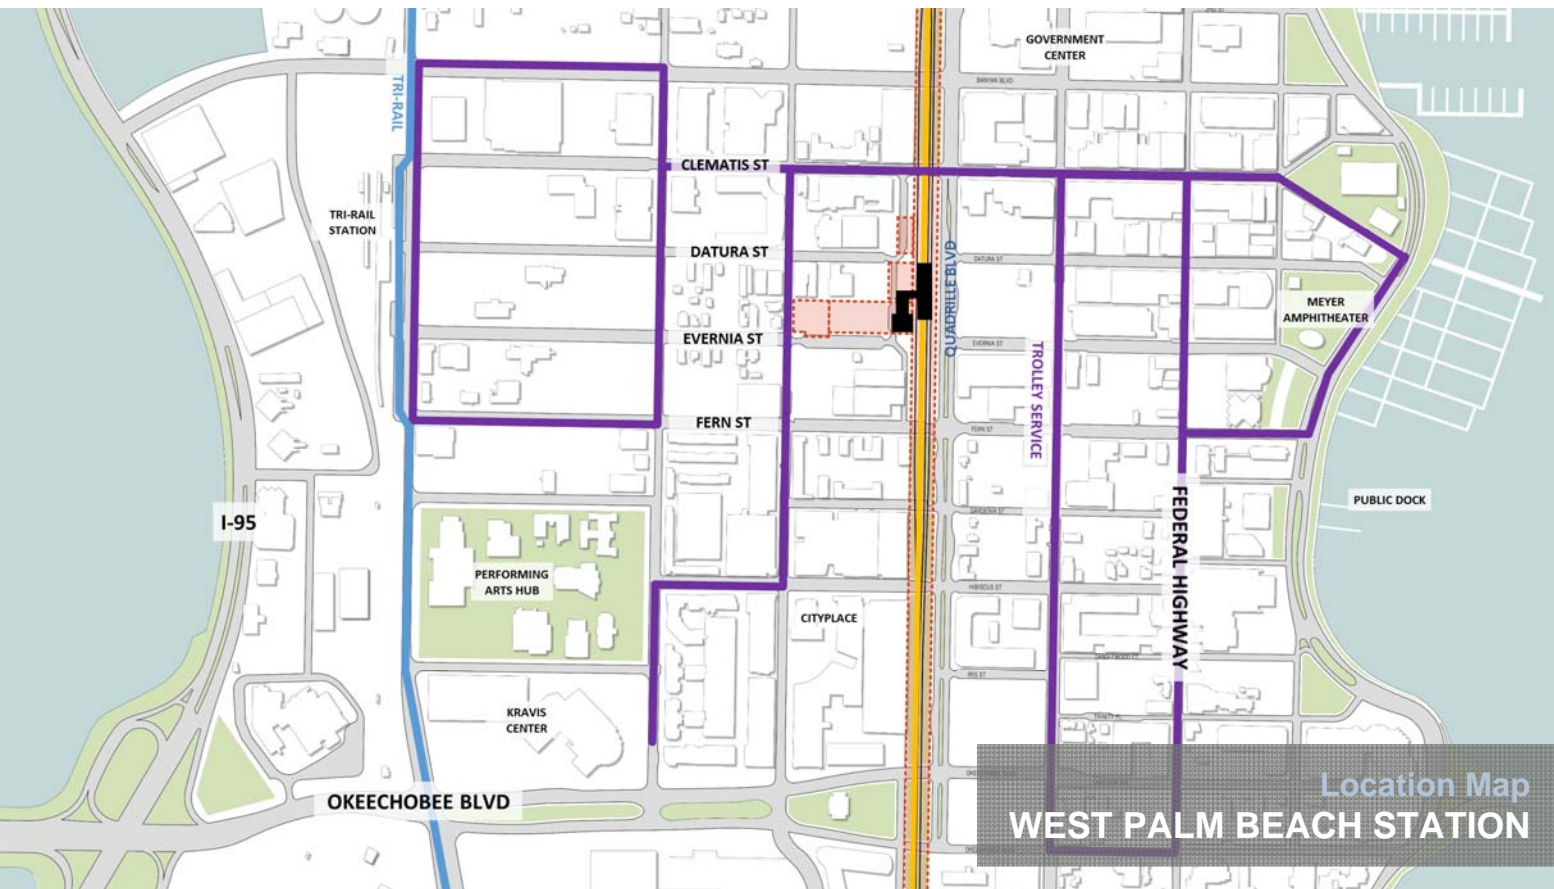 GOVERNMENT
CENTER
BANYAN BLVD
TRI-RAIL
CLEMATIS ST
TRI-RAIL
STATION
DATURA ST
QUADRILLE BLVD
DATURA ST
MEYER
AMPHITHEATER
EVERNIA ST
EVERNIA ST
TROLLEY SERVICE
FERN ST
FERN ST
FEDERAL HIGHWAY
PUBLIC DOCK
I-95
GARDENIA ST
PERFORMING
ARTS HUB
HIBISCUS ST
CITYPLACE
IRIS ST
KRAVIS
CENTER
TRINITY PL
OKEECHOBEE BLVD
Location Map
WEST PALM BEACH STATION